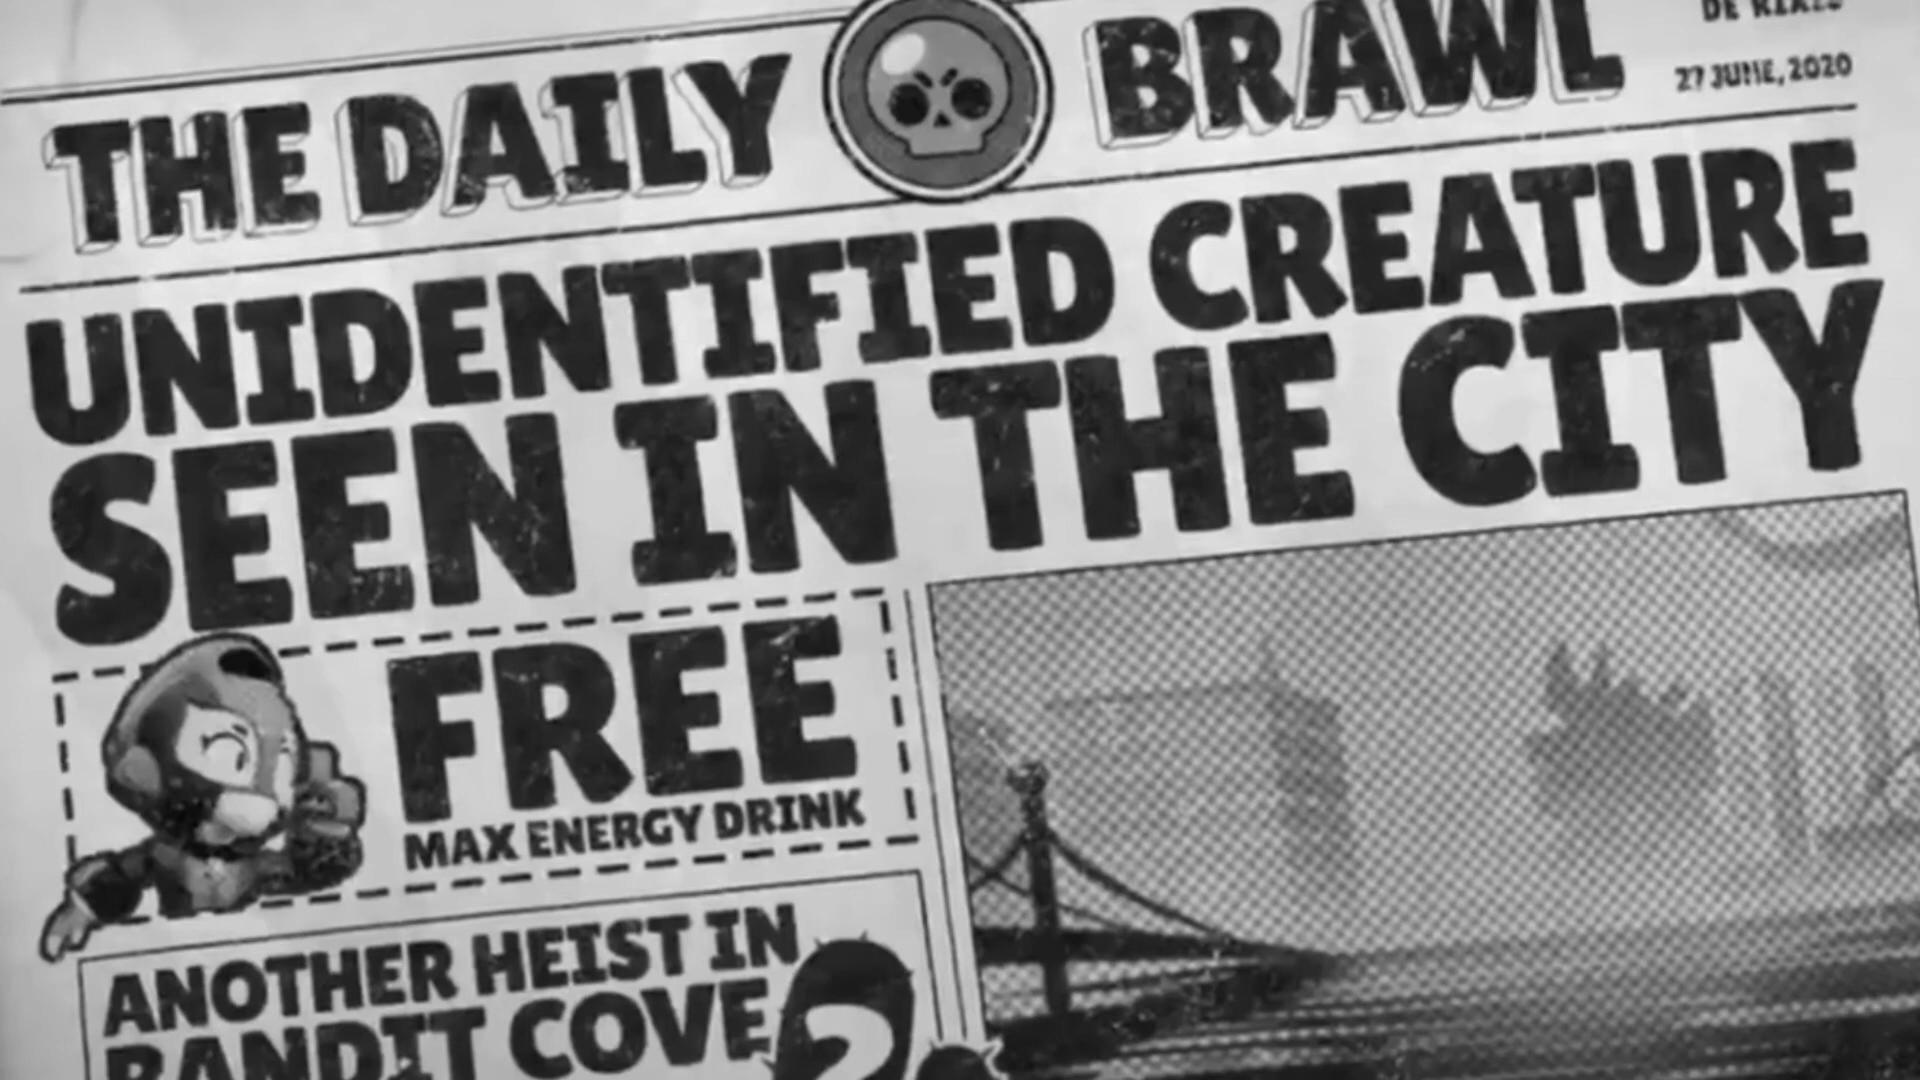 THE DAILY BRAWL
27 JUNE, 2020
UNIDENTIFIED CREATURE
SEEN IN THE CITY
FREE
MAX ENERGY DRINK
ANOTHER HEIST IN
BANDIT COVE